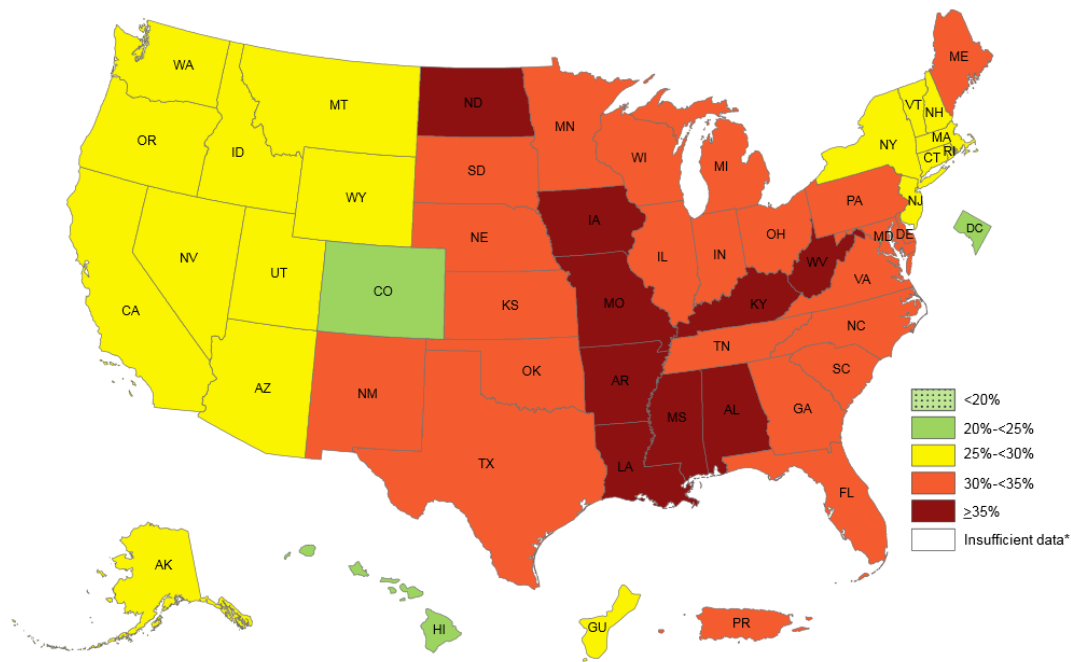 ME
WA
MT
ND
MN
VT
NH
OR
ID
WI
NY
MA
CT
RI
SD
MI
WY
PA
NJ
IA
NE
OH
MD
DE
DC
NV
UT
IL
IN
WV
CO
VA
CA
KS
MO
KY
NC
TN
OK
AR
SC
AZ
NM
MS
AL
GA
<20%
20%-<25%
25%-<30%
TX
LA
FL
30%-<35%
≥35%
Insufficient data*
AK
HI
GU
PR